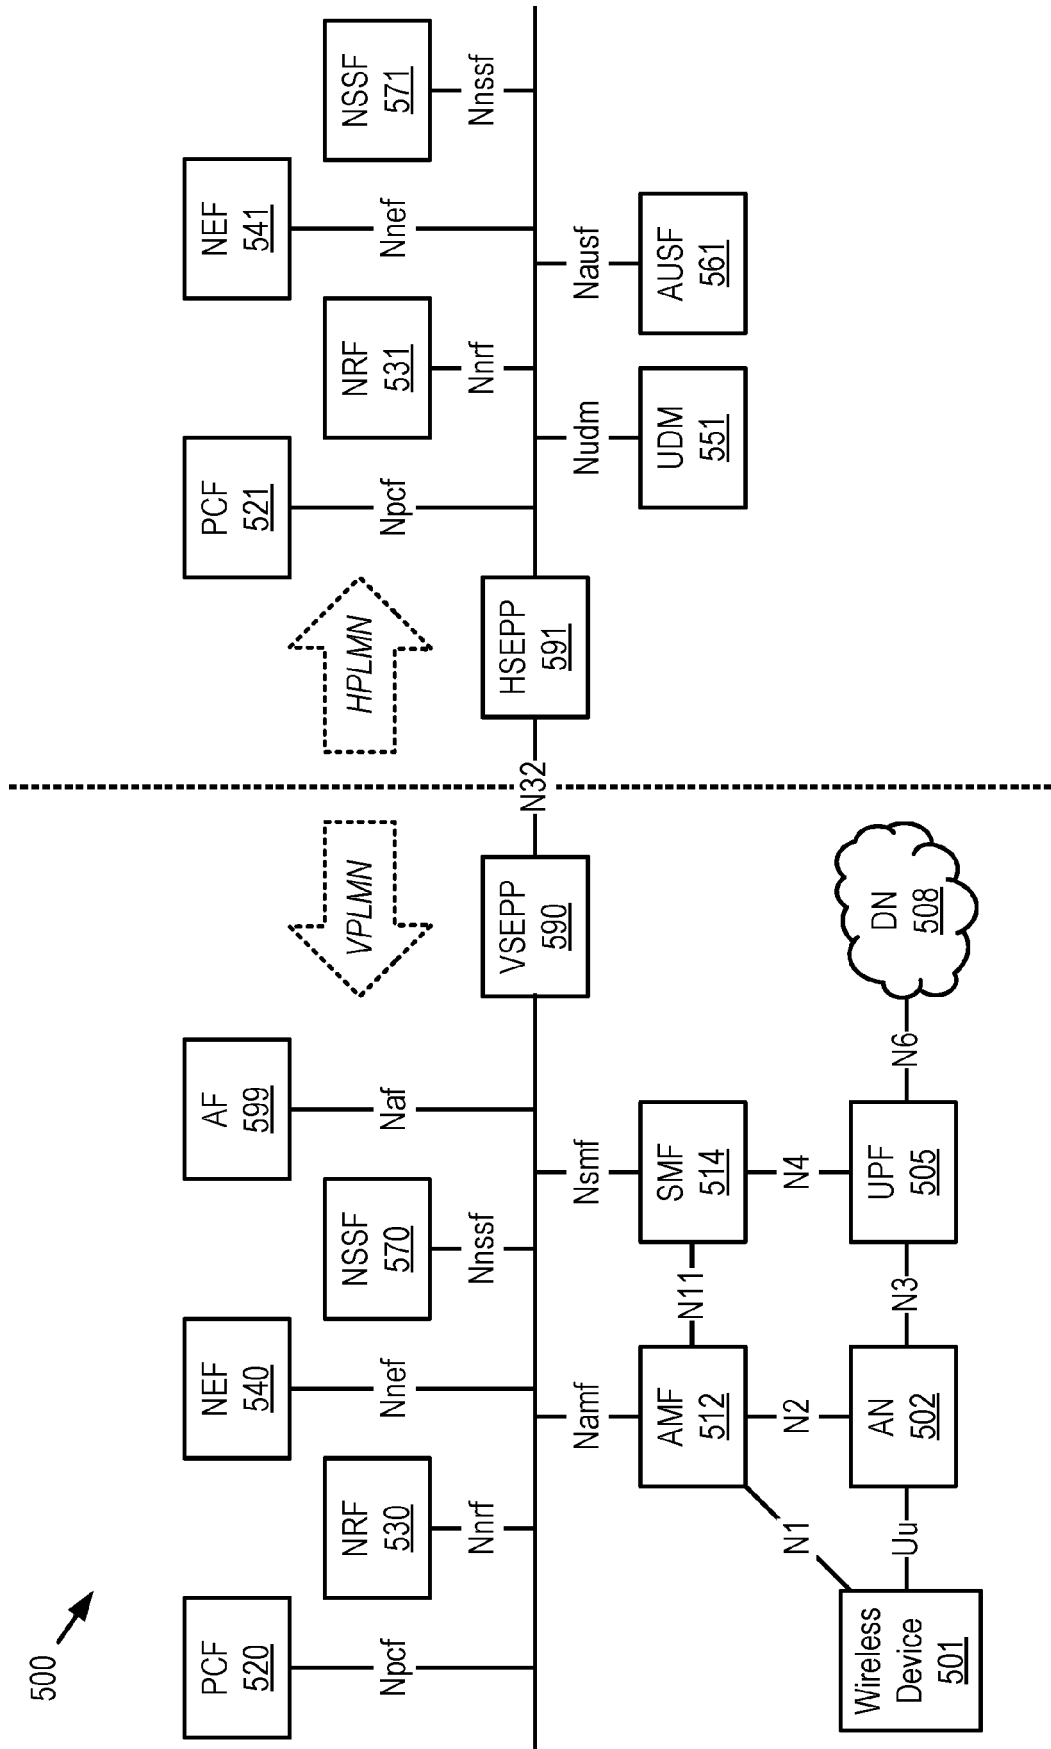 500
PCF
520
NRF
530
NEF
540
NSSF
570
AF
599
VPLMN
HPLMN
PCF
521
NRF
531
NEF
541
NSSF
571
Npcf
Nnrf
Nnef
Nnssf
Naf
Npcf
Nnrf
Nnef
Nnssf
VSEPP
590
N32
HSEPP
591
Namf
Nsmf
Nudm
Nausf
AMF
512
N11
SMF
514
UDM
551
AUSF
561
N1
N2
N4
Wireless
Device
501
Uu
AN
502
N3
UPF
505
N6
DN
508